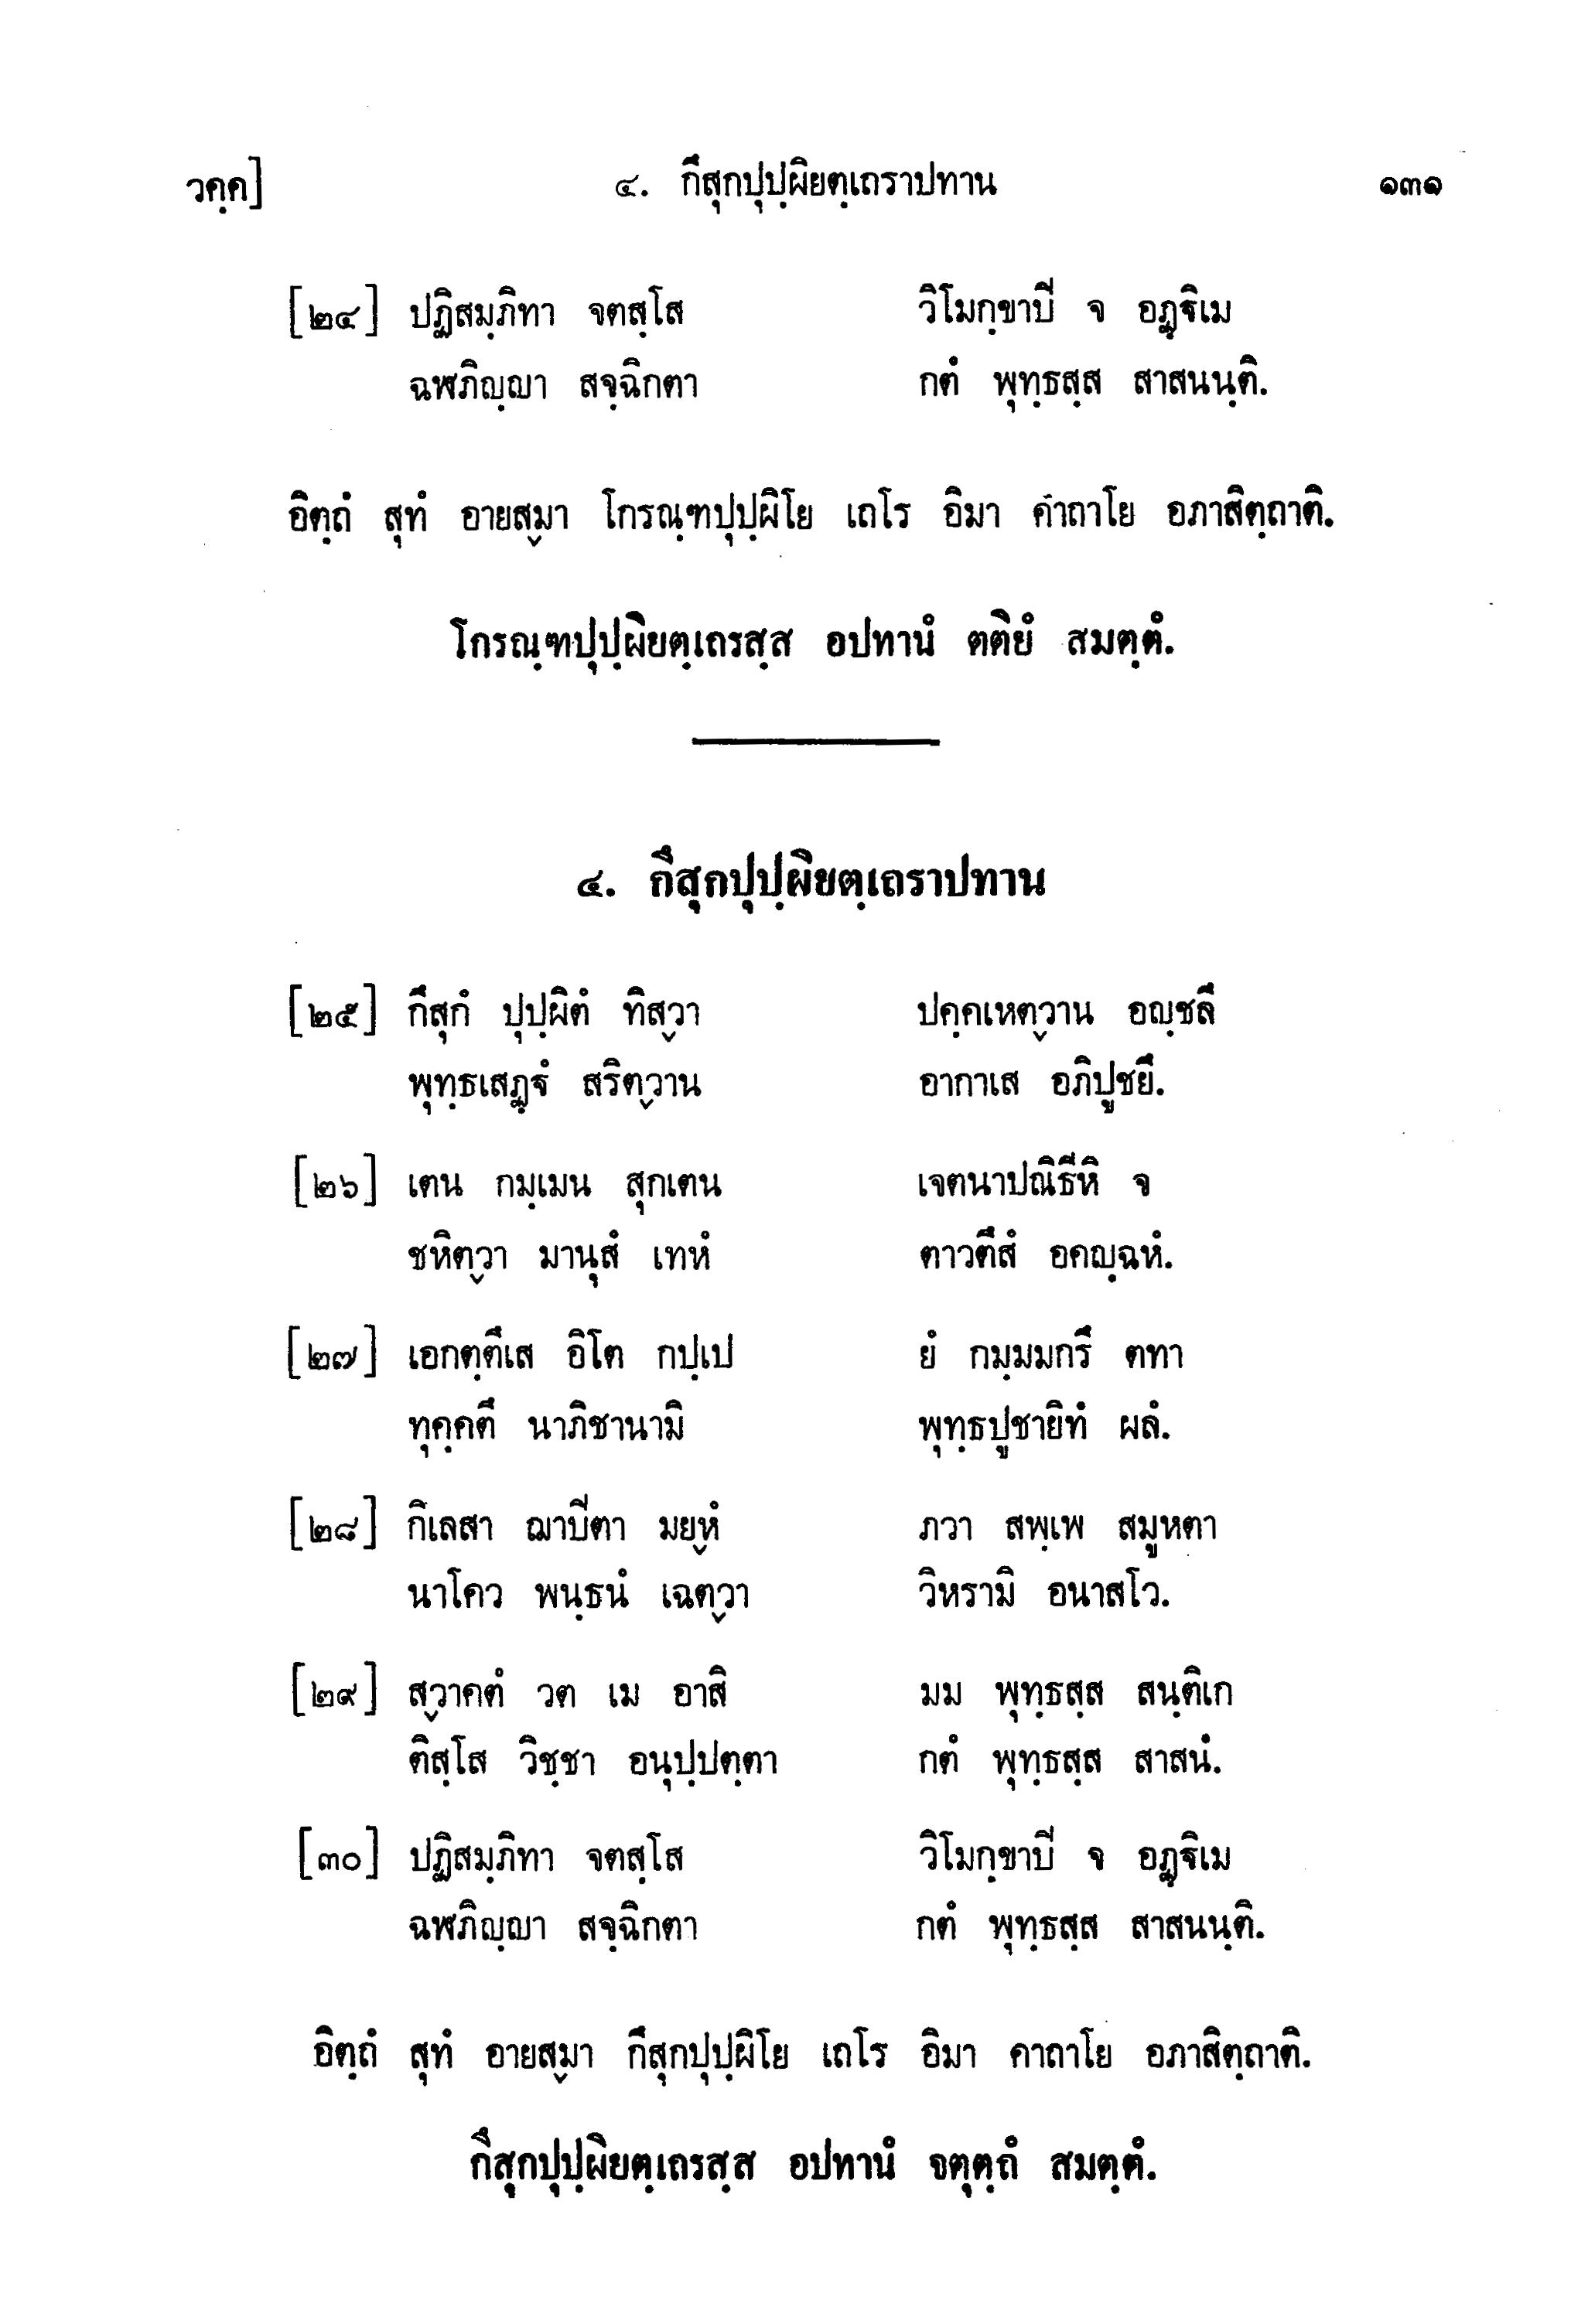 วคฺค] ๔. กึสุกปุปฺผิยตฺเถราปทาน ๑๓๑
[๒๔] ปฏิสมฺภิทา จตสฺโส วิโมกฺขาปี จ อฏฺฐิเม
ฉฬภิญฺญา สจฺฉิกตา กตํ พุทฺธสฺส สาสนนฺติ.
อิตฺถํ สุทํ อายสฺมา โกรณฺฑปุปฺผิโย เถโร อิมา คาถาโย อภาสิตฺถาติ.
โกรณฺฑปุปฺผิยตฺเถรสฺส อปทานํ ตติยํ สมตฺตํ.
๔. กึสุกปุปฺผิยตฺเถราปทาน
[๒๕] กึสุกํ ปุปฺผิตํ ทิสฺวา ปคฺคเหตฺวาน อญฺชลึ
พุทฺธเสฏฺฐํ สริตฺวาน อากาเส อภิปูชยึ.
[๒๖] เตน กมฺเมน สุกเตน เจตนาปณิธีหิ จ
ชหิตฺวา มานุสํ เทหํ ตาวตึสํ อคญฺฉหํ.
[๒๗] เอกตฺตึเส อิโต กปฺเป ยํ กมฺมมกรึ ตทา
ทุคฺคตึ นาภิชานามิ พุทฺธปูชายิทํ ผลํ.
[๒๘] กิเลสา ฌาปีตา มยฺหํ ภวา สพฺเพ สมูหตา
นาโคว พนฺธนํ เฉตฺวา วิหรามิ อนาสโว.
[๒๙] สฺวาคตํ วต เม อาสิ มม พุทฺธสฺส สนฺติเก
ติสฺโส วิชฺชา อนุปฺปตฺตา กตํ พุทฺธสฺส สาสนํ.
[๓๐] ปฏิสมฺภิทา จตสฺโส วิโมกฺขาปี จ อฏฺฐิเม
ฉฬภิญฺญา สจฺฉิกตา กตํ พุทฺธสฺส สาสนนฺติ.
อิตฺถํ สุทํ อายสฺมา กึสุกปุปฺผิโย เถโร อิมา คาถาโย อภาสิตฺถาติ.
กึสุกปุปฺผิยตฺเถรสฺส อปทานํ จตุตฺถํ สมตฺตํ.